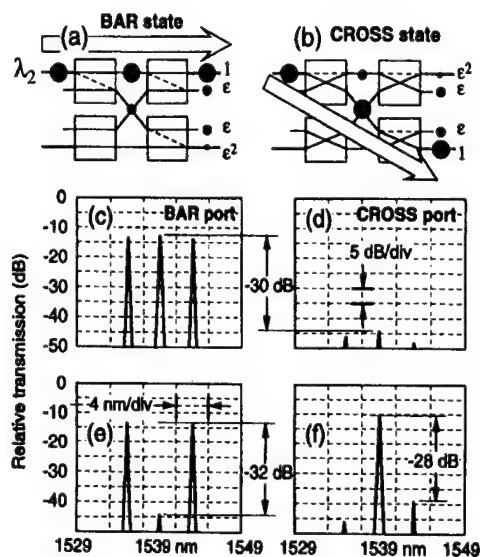 BAR state
(a)
λ2
1
ε
ε
ε²
CROSS state
(b)
ε²
ε
ε
1
Relative transmission (dB)
0
-10
-20
-30
-40
-50
(c)
BAR port
-30 dB
(d)
CROSS port
5 dB/div
0
-10
-20
-30
-40
4 nm/div
(e)
-32 dB
(f)
-28 dB
1529
1539 nm
1549
1529
1539 nm
1549